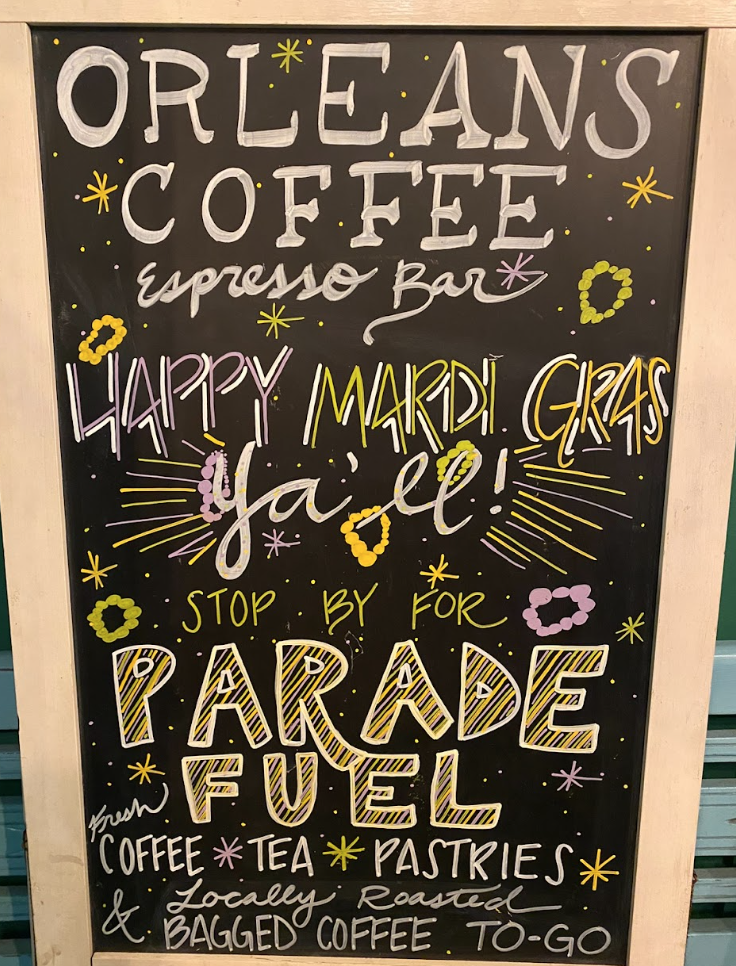 ORLEANS
COFFEE
Espresso Bar
HAPPY MARDI GRAS
Ya'll!
STOP BY FOR
PARADE
FUEL
Fresh
COFFEE * TEA * PASTRIES *
& Locally Roasted
BAGGED COFFEE TO-GO